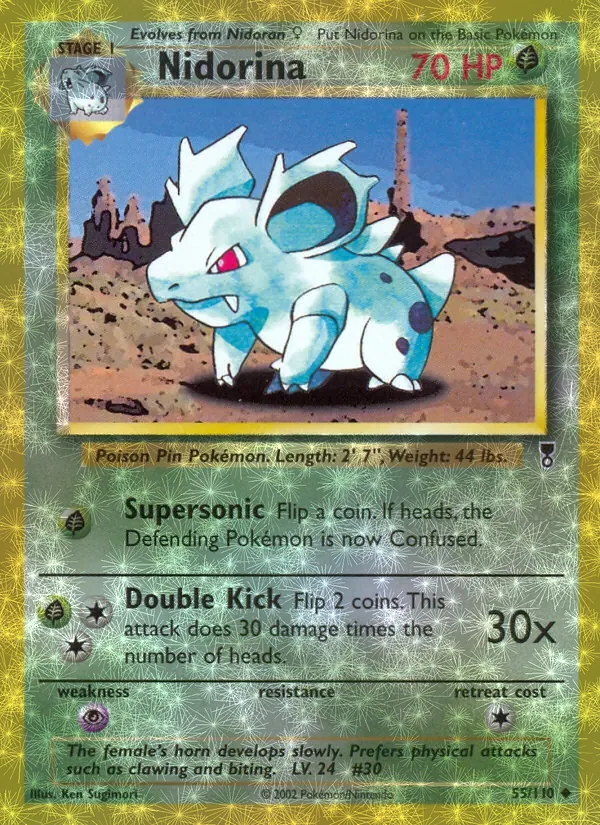 Evolves from Nidoran ♀ Put Nidorina on the Basic Pokémon
STAGE 1
Nidorina 70 HP
Poison Pin Pokémon. Length: 2' 7", Weight: 44 lbs.
Supersonic Flip a coin. If heads, the
Defending Pokémon is now Confused.
Double Kick Flip 2 coins. This
attack does 30 damage times the
number of heads.
30x
weakness resistance retreat cost
The female's horn develops slowly. Prefers physical attacks
such as clawing and biting. LV. 24 #30
Illus. Ken Sugimori © 2002 Pokémon/Nintendo 55/110